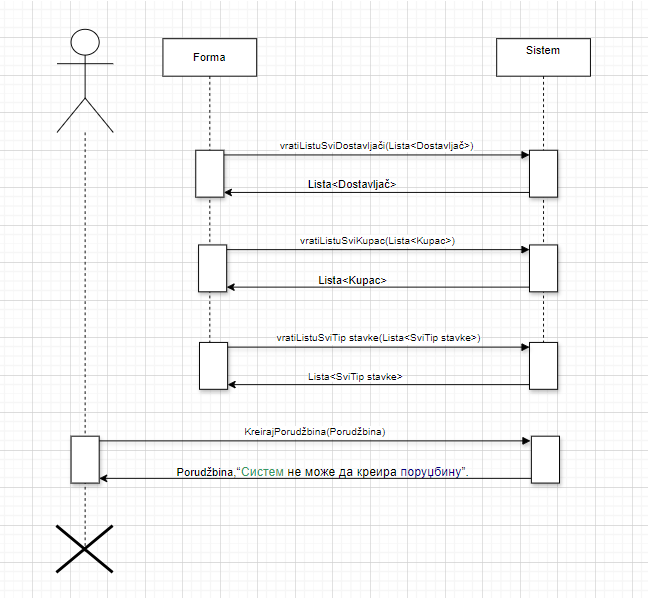 Forma
Sistem
vratiListuSviDostavljači(Lista<Dostavljač>)
Lista<Dostavljač>
vratiListuSviKupac(Lista<Kupac>)
Lista<Kupac>
vratiListuSviTip stavke(Lista<SviTip stavke>)
Lista<SviTip stavke>
KreirajPorudžbina(Porudžbina)
Porudžbina,“Систем не може да креира поруџбину”.